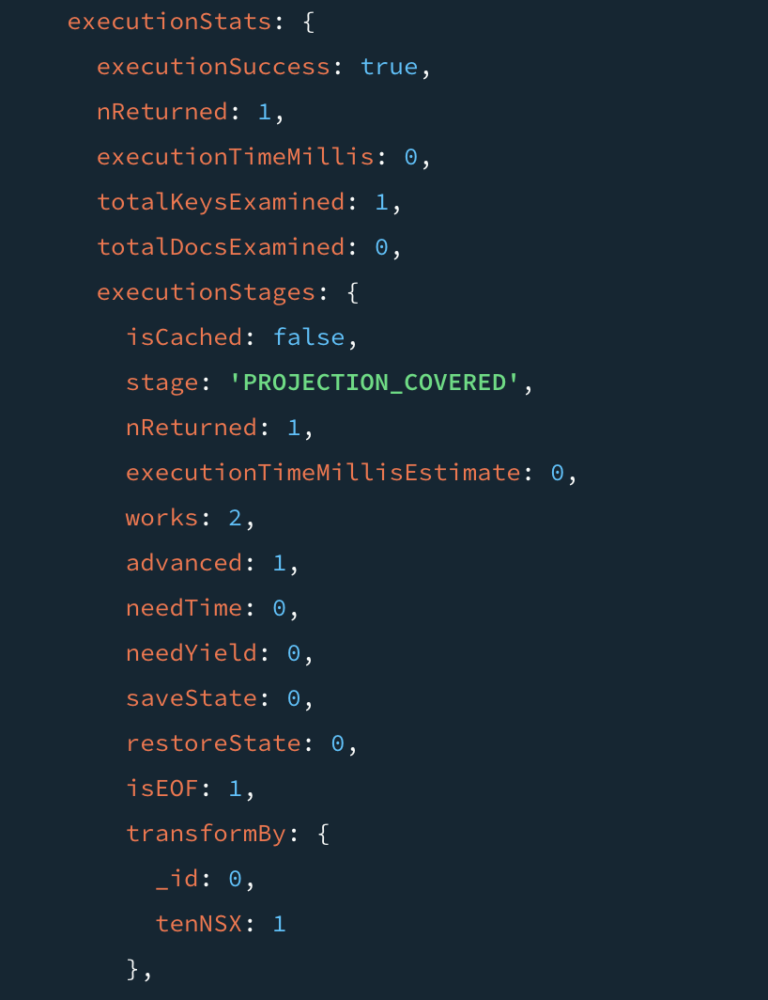 executionStats: {
executionSuccess: true,
nReturned: 1,
executionTimeMillis: 0,
totalKeysExamined: 1,
totalDocsExamined: 0,
executionStages: {
isCached: false,
stage: 'PROJECTION_COVERED',
nReturned: 1,
executionTimeMillisEstimate: 0,
works: 2,
advanced: 1,
needTime: 0,
needYield: 0,
saveState: 0,
restoreState: 0,
isEOF: 1,
transformBy: {
_id: 0,
tenNSX: 1
},